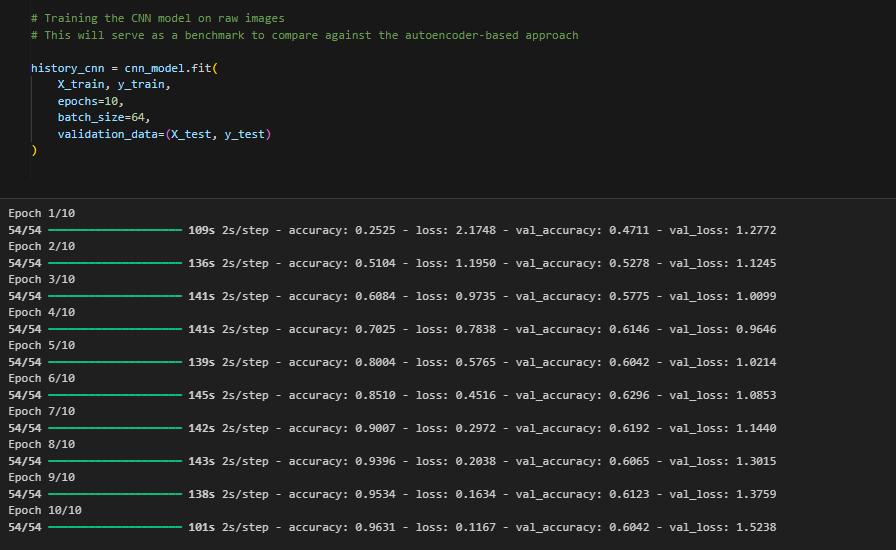 # Training the CNN model on raw images
# This will serve as a benchmark to compare against the autoencoder-based approach
history_cnn = cnn_model.fit(
    X_train, y_train,
    epochs=10,
    batch_size=64,
    validation_data=(X_test, y_test)
)
Epoch 1/10
54/54 109s 2s/step - accuracy: 0.2525 - loss: 2.1748 - val_accuracy: 0.4711 - val_loss: 1.2772
Epoch 2/10
54/54 136s 2s/step - accuracy: 0.5104 - loss: 1.1950 - val_accuracy: 0.5278 - val_loss: 1.1245
Epoch 3/10
54/54 141s 2s/step - accuracy: 0.6084 - loss: 0.9735 - val_accuracy: 0.5775 - val_loss: 1.0099
Epoch 4/10
54/54 141s 2s/step - accuracy: 0.7025 - loss: 0.7838 - val_accuracy: 0.6146 - val_loss: 0.9646
Epoch 5/10
54/54 139s 2s/step - accuracy: 0.8004 - loss: 0.5765 - val_accuracy: 0.6042 - val_loss: 1.0214
Epoch 6/10
54/54 145s 2s/step - accuracy: 0.8510 - loss: 0.4516 - val_accuracy: 0.6296 - val_loss: 1.0853
Epoch 7/10
54/54 142s 2s/step - accuracy: 0.9007 - loss: 0.2972 - val_accuracy: 0.6192 - val_loss: 1.1440
Epoch 8/10
54/54 143s 2s/step - accuracy: 0.9396 - loss: 0.2038 - val_accuracy: 0.6065 - val_loss: 1.3015
Epoch 9/10
54/54 138s 2s/step - accuracy: 0.9534 - loss: 0.1634 - val_accuracy: 0.6123 - val_loss: 1.3759
Epoch 10/10
54/54 101s 2s/step - accuracy: 0.9631 - loss: 0.1167 - val_accuracy: 0.6042 - val_loss: 1.5238